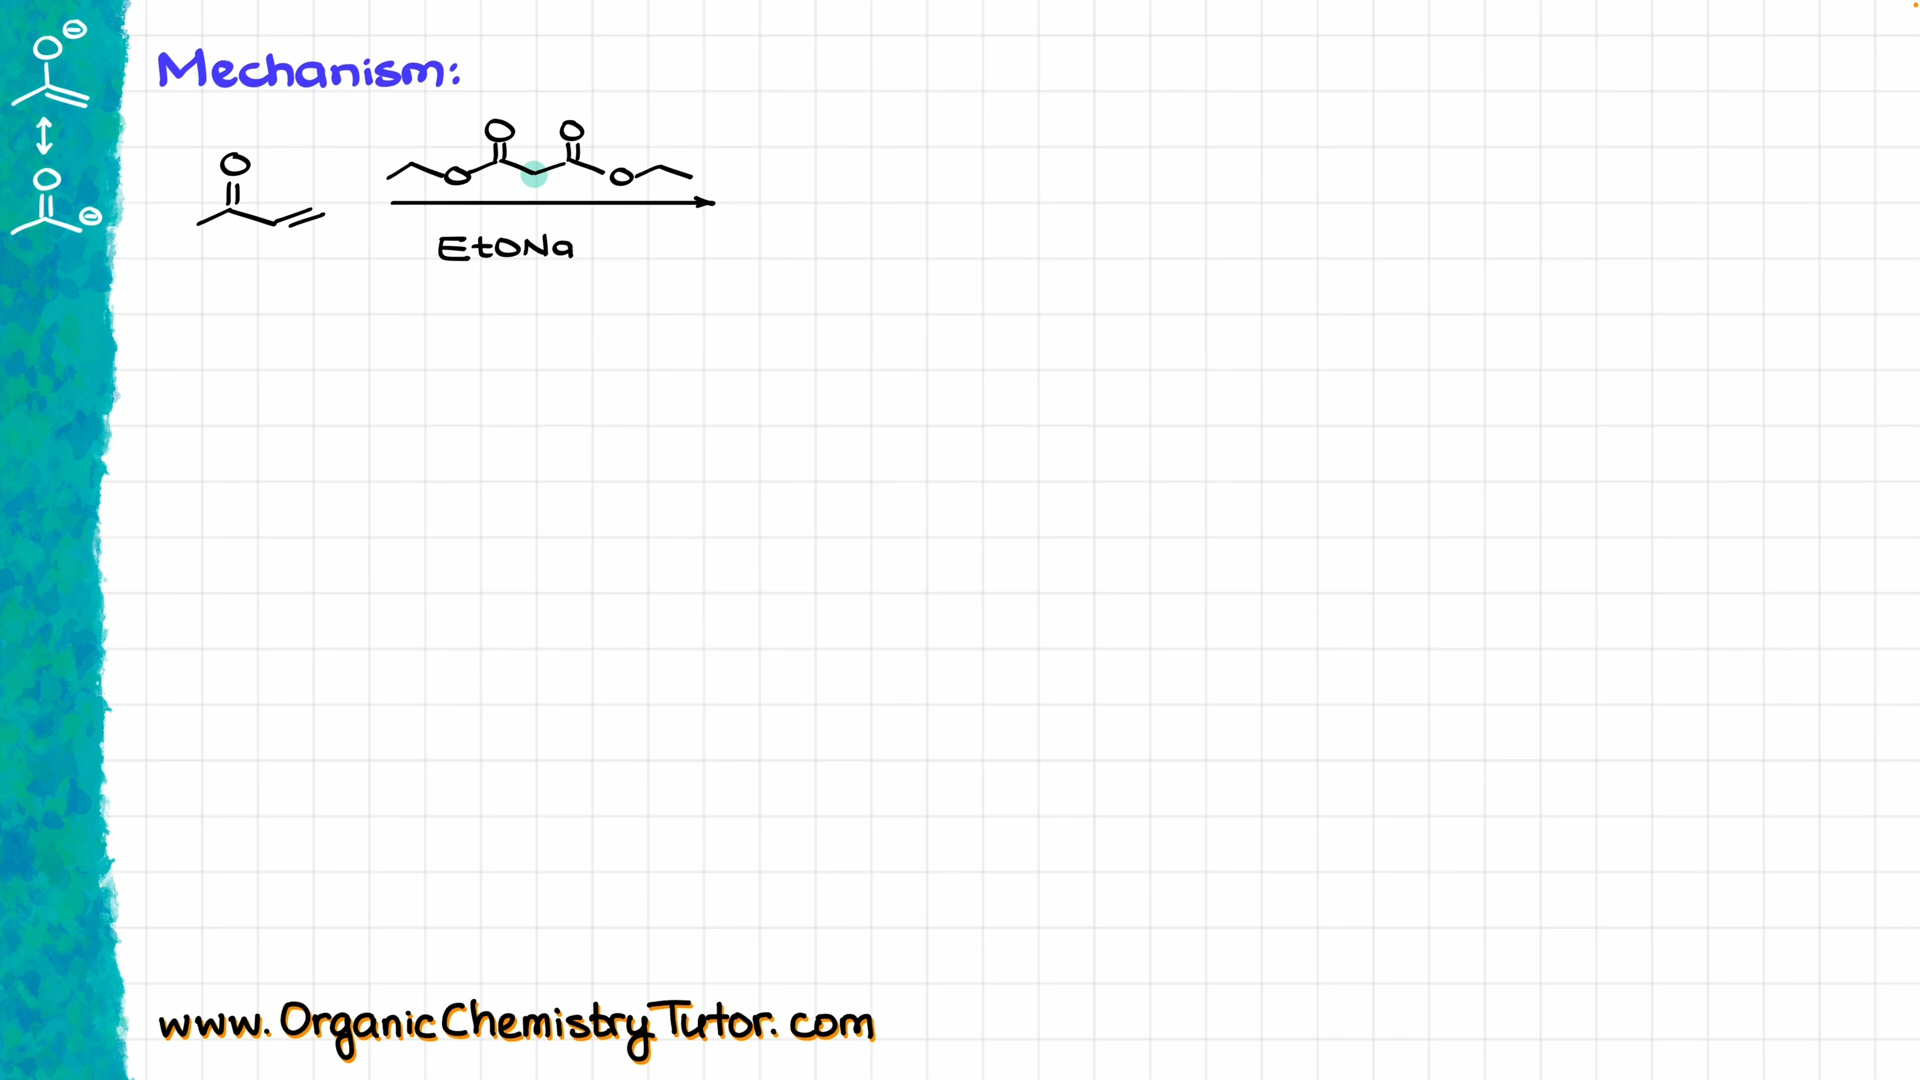 O⊖
O
⊖
Mechanism:
O O
O O
O
EtONa
www.OrganicChemistryTutor.com